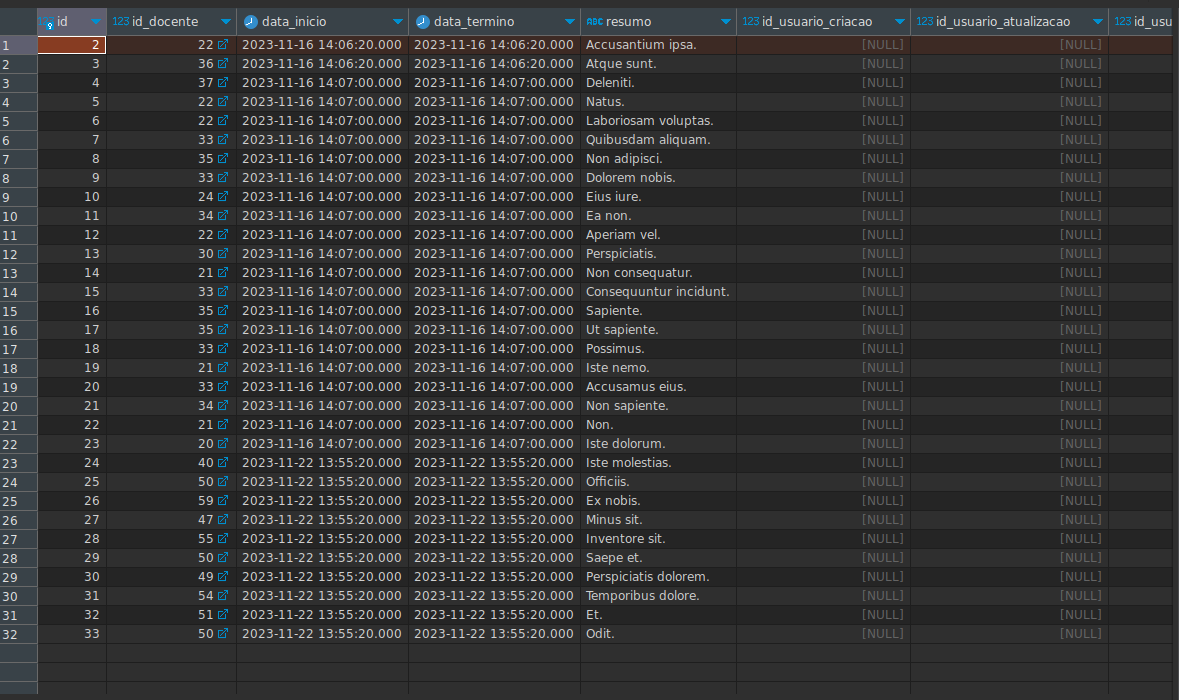 id 123 id_docente data_inicio data_termino ABC resumo 123 id_usuario_criacao 123 id_usuario_atualizacao 123 id_usu
1 2 22 2023-11-16 14:06:20.000 2023-11-16 14:06:20.000 Accusantium ipsa. [NULL] [NULL]
2 3 36 2023-11-16 14:06:20.000 2023-11-16 14:06:20.000 Atque sunt. [NULL] [NULL]
3 4 37 2023-11-16 14:07:00.000 2023-11-16 14:07:00.000 Deleniti. [NULL] [NULL]
4 5 22 2023-11-16 14:07:00.000 2023-11-16 14:07:00.000 Natus. [NULL] [NULL]
5 6 22 2023-11-16 14:07:00.000 2023-11-16 14:07:00.000 Laboriosam voluptas. [NULL] [NULL]
6 7 33 2023-11-16 14:07:00.000 2023-11-16 14:07:00.000 Quibusdam aliquam. [NULL] [NULL]
7 8 35 2023-11-16 14:07:00.000 2023-11-16 14:07:00.000 Non adipisci. [NULL] [NULL]
8 9 33 2023-11-16 14:07:00.000 2023-11-16 14:07:00.000 Dolorem nobis. [NULL] [NULL]
9 10 24 2023-11-16 14:07:00.000 2023-11-16 14:07:00.000 Eius iure. [NULL] [NULL]
10 11 34 2023-11-16 14:07:00.000 2023-11-16 14:07:00.000 Ea non. [NULL] [NULL]
11 12 22 2023-11-16 14:07:00.000 2023-11-16 14:07:00.000 Aperiam vel. [NULL] [NULL]
12 13 30 2023-11-16 14:07:00.000 2023-11-16 14:07:00.000 Perspiciatis. [NULL] [NULL]
13 14 21 2023-11-16 14:07:00.000 2023-11-16 14:07:00.000 Non consequatur. [NULL] [NULL]
14 15 33 2023-11-16 14:07:00.000 2023-11-16 14:07:00.000 Consequuntur incidunt. [NULL] [NULL]
15 16 35 2023-11-16 14:07:00.000 2023-11-16 14:07:00.000 Sapiente. [NULL] [NULL]
16 17 35 2023-11-16 14:07:00.000 2023-11-16 14:07:00.000 Ut sapiente. [NULL] [NULL]
17 18 33 2023-11-16 14:07:00.000 2023-11-16 14:07:00.000 Possimus. [NULL] [NULL]
18 19 21 2023-11-16 14:07:00.000 2023-11-16 14:07:00.000 Iste nemo. [NULL] [NULL]
19 20 33 2023-11-16 14:07:00.000 2023-11-16 14:07:00.000 Accusamus eius. [NULL] [NULL]
20 21 34 2023-11-16 14:07:00.000 2023-11-16 14:07:00.000 Non sapiente. [NULL] [NULL]
21 22 21 2023-11-16 14:07:00.000 2023-11-16 14:07:00.000 Non. [NULL] [NULL]
22 23 20 2023-11-16 14:07:00.000 2023-11-16 14:07:00.000 Iste dolorum. [NULL] [NULL]
23 24 40 2023-11-22 13:55:20.000 2023-11-22 13:55:20.000 Iste molestias. [NULL] [NULL]
24 25 50 2023-11-22 13:55:20.000 2023-11-22 13:55:20.000 Officiis. [NULL] [NULL]
25 26 59 2023-11-22 13:55:20.000 2023-11-22 13:55:20.000 Ex nobis. [NULL] [NULL]
26 27 47 2023-11-22 13:55:20.000 2023-11-22 13:55:20.000 Minus sit. [NULL] [NULL]
27 28 55 2023-11-22 13:55:20.000 2023-11-22 13:55:20.000 Inventore sit. [NULL] [NULL]
28 29 50 2023-11-22 13:55:20.000 2023-11-22 13:55:20.000 Saepe et. [NULL] [NULL]
29 30 49 2023-11-22 13:55:20.000 2023-11-22 13:55:20.000 Perspiciatis dolorem. [NULL] [NULL]
30 31 54 2023-11-22 13:55:20.000 2023-11-22 13:55:20.000 Temporibus dolore. [NULL] [NULL]
31 32 51 2023-11-22 13:55:20.000 2023-11-22 13:55:20.000 Et. [NULL] [NULL]
32 33 50 2023-11-22 13:55:20.000 2023-11-22 13:55:20.000 Odit. [NULL] [NULL]